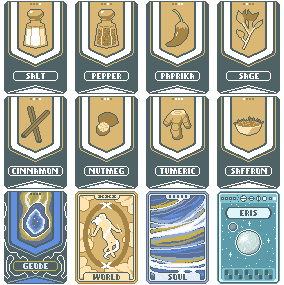 SALT
PEPPER
PAPRIKA
SAGE
CINNAMON
NUTMEG
TUMERIC
SAFFRON
GEODE
XXI
WORLD
SOUL
ERIS